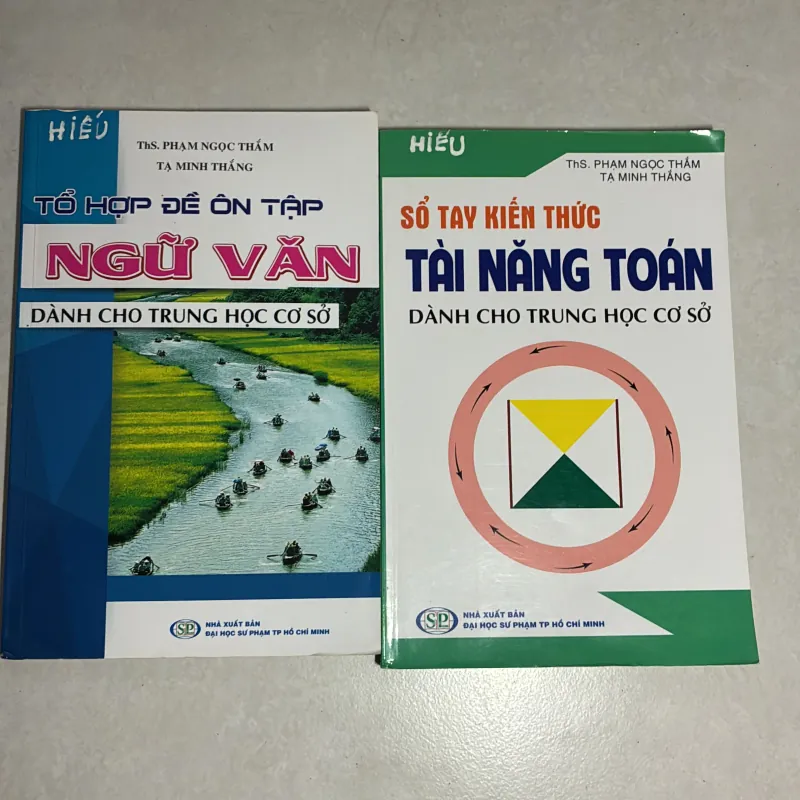 HIẾU
ThS. PHẠM NGỌC THẮM
TẠ MINH THẮNG
TỔ HỢP ĐỀ ÔN TẬP
NGỮ VĂN
DÀNH CHO TRUNG HỌC CƠ SỞ
SP
NHÀ XUẤT BẢN
ĐẠI HỌC SƯ PHẠM TP HỒ CHÍ MINH
HIẾU
ThS. PHẠM NGỌC THẮM
TẠ MINH THẮNG
SỔ TAY KIẾN THỨC
TÀI NĂNG TOÁN
DÀNH CHO TRUNG HỌC CƠ SỞ
SP
NHÀ XUẤT BẢN
ĐẠI HỌC SƯ PHẠM TP HỒ CHÍ MINH